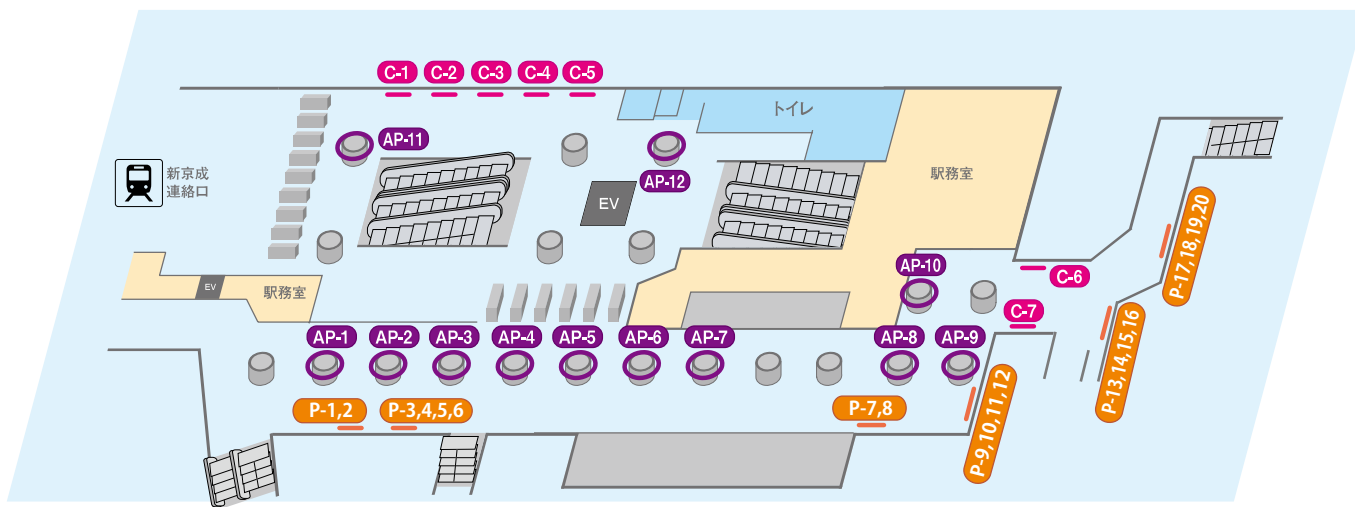 C-1
C-2
C-3
C-4
C-5
トイレ
AP-11
AP-12
新京成
連絡口
駅務室
EV
P-17,18,19,20
AP-10
C-6
EV
駅務室
C-7
P-13,14,15,16
AP-1
AP-2
AP-3
AP-4
AP-5
AP-6
AP-7
AP-8
AP-9
P-9,10,11,12
P-1,2
P-3,4,5,6
P-7,8